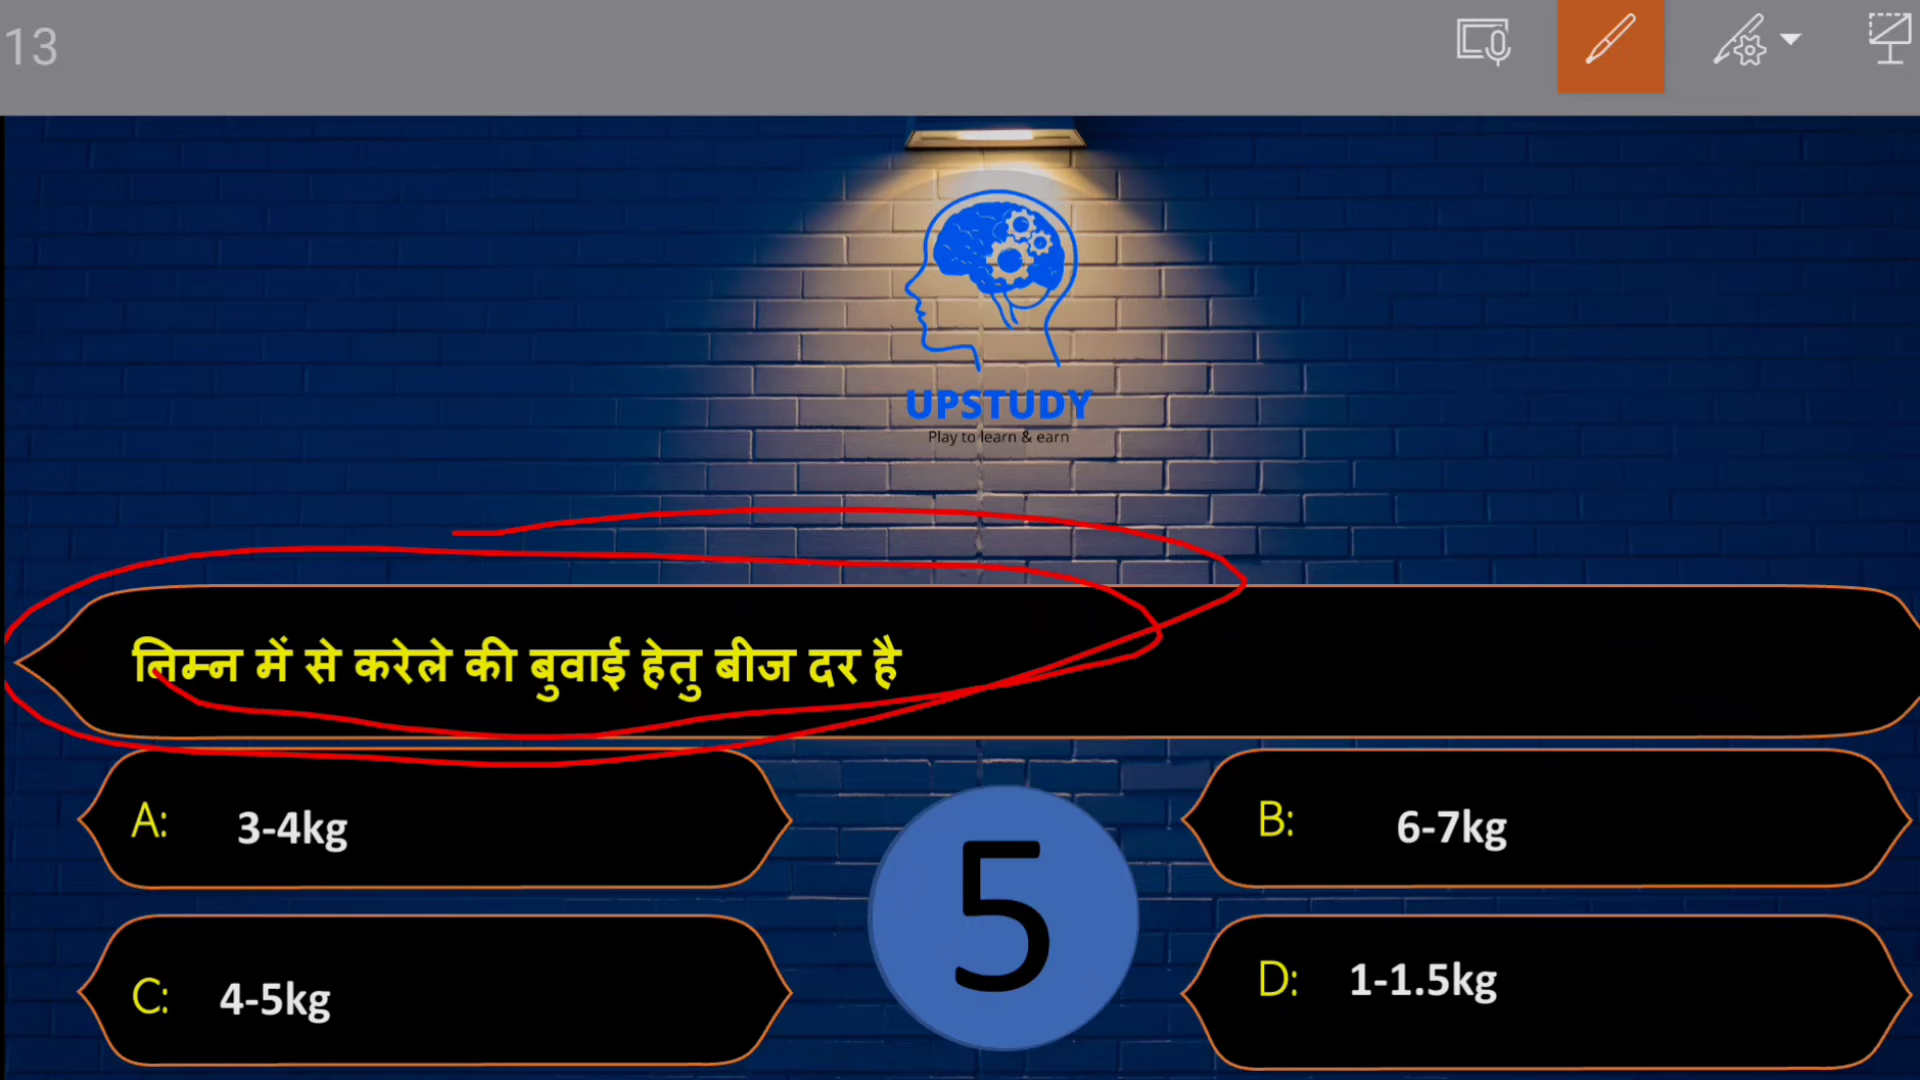 13
UPSTUDY
Play to learn & earn
निम्न में से करेले की बुवाई हेतु बीज दर है
A: 3-4kg
B: 6-7kg
5
C: 4-5kg
D: 1-1.5kg